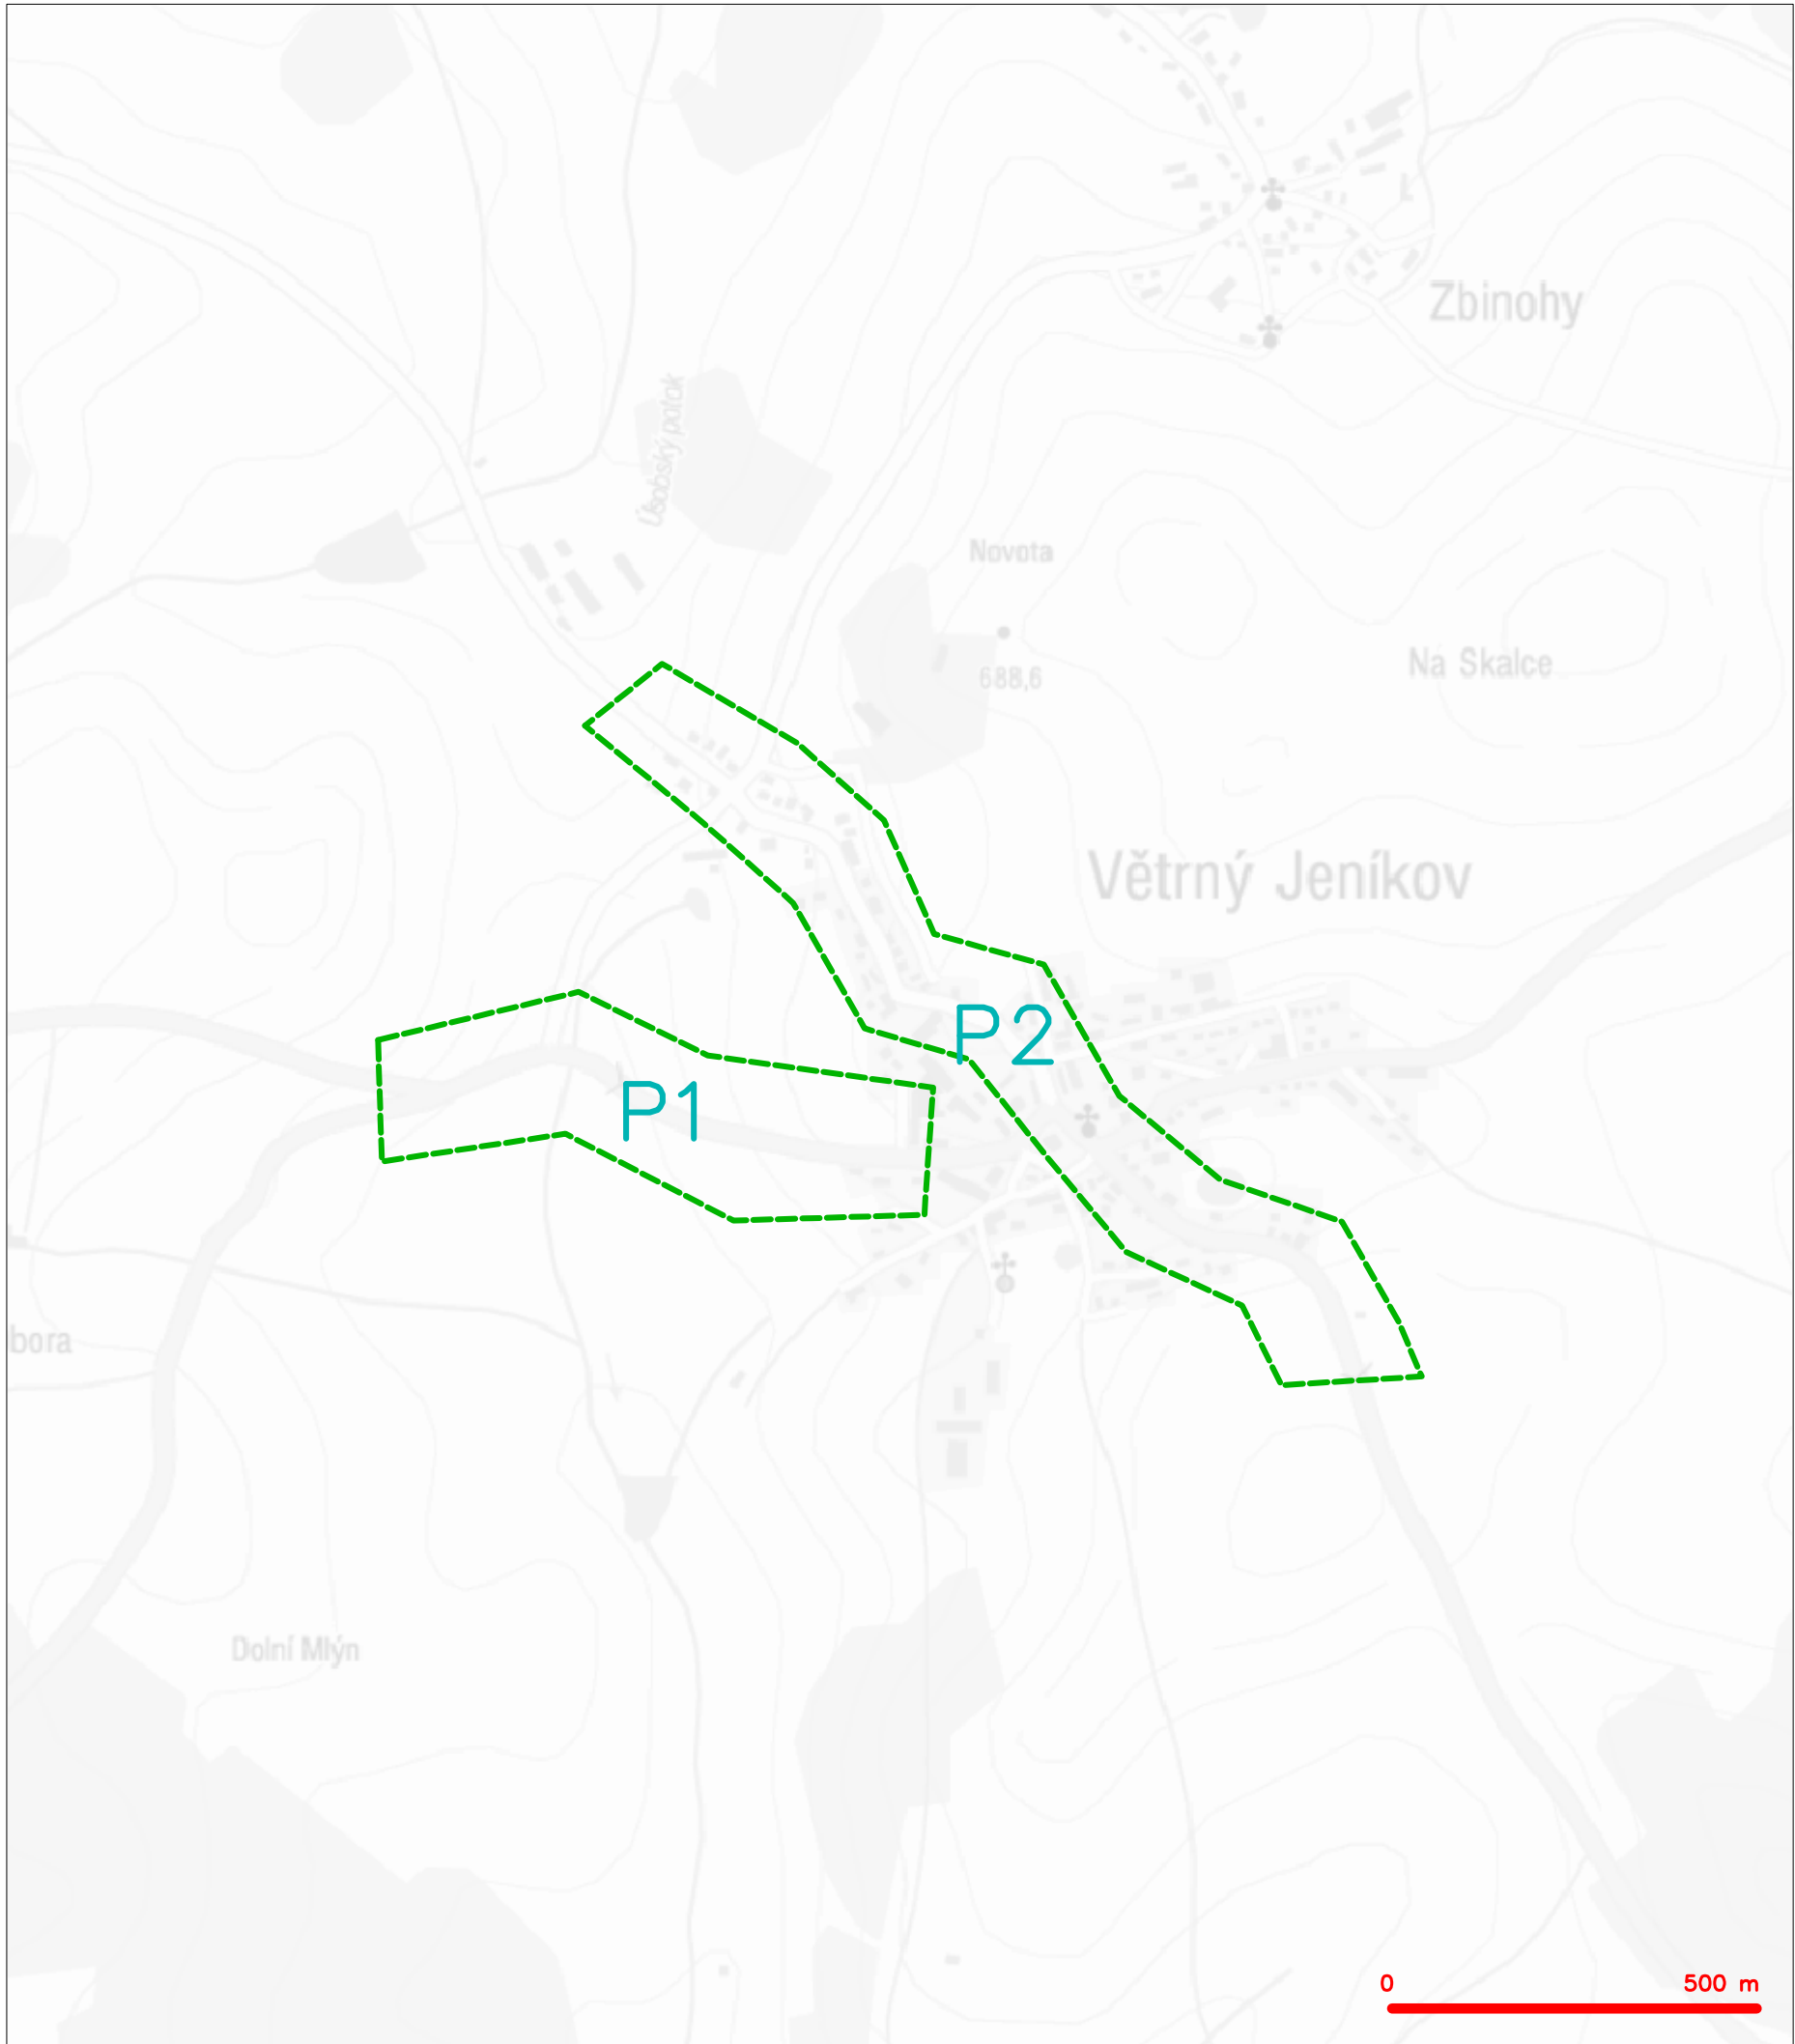 Zbinohy
Úsobský potok
Novota
688,6
Na Skalce
Větrný Jeníkov
P2
P1
bora
Dolní Mlýn
0 500 m